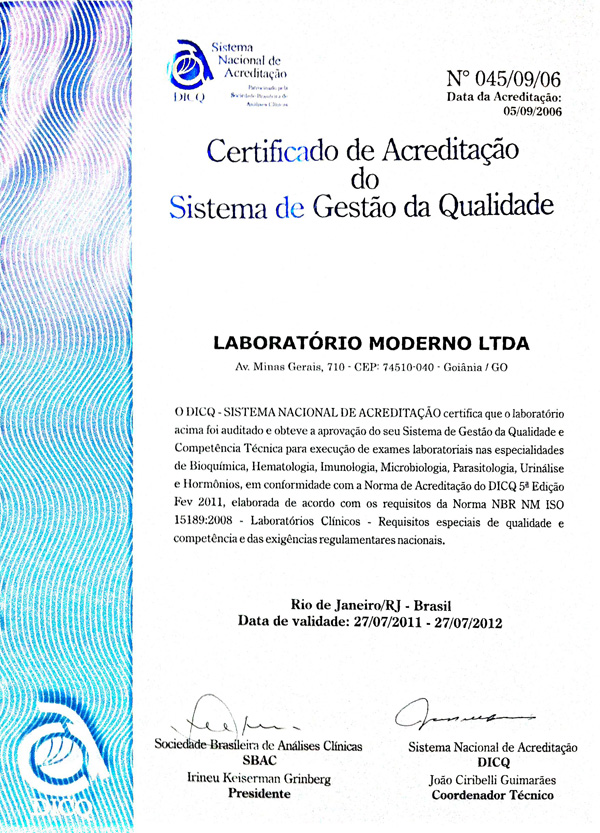 Sistema
Nacional de
Acreditação
Patrocinado pela
Sociedade Brasileira de
Análises Clínicas
DICQ
N° 045/09/06
Data da Acreditação:
05/09/2006
Certificado de Acreditação
do
Sistema de Gestão da Qualidade
LABORATÓRIO MODERNO LTDA
Av. Minas Gerais, 710 - CEP: 74510-040 - Goiânia / GO
O DICQ - SISTEMA NACIONAL DE ACREDITAÇÃO certifica que o laboratório
acima foi auditado e obteve a aprovação do seu Sistema de Gestão da Qualidade e
Competência Técnica para execução de exames laboratoriais nas especialidades
de Bioquímica, Hematologia, Imunologia, Microbiologia, Parasitologia, Urinálise
e Hormônios, em conformidade com a Norma de Acreditação do DICQ 5ª Edição
Fev 2011, elaborada de acordo com os requisitos da Norma NBR NM ISO
15189:2008 - Laboratórios Clínicos - Requisitos especiais de qualidade e
competência e das exigências regulamentares nacionais.
Rio de Janeiro/RJ - Brasil
Data de validade: 27/07/2011 - 27/07/2012
Sociedade Brasileira de Análises Clínicas
SBAC
Irineu Keiserman Grinberg
Presidente
Sistema Nacional de Acreditação
DICQ
João Ciribelli Guimarães
Coordenador Técnico
DICQ